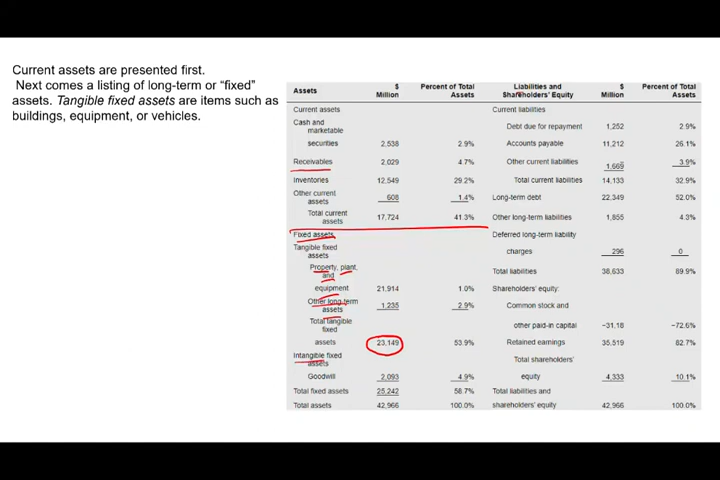 Current assets are presented first.
Next comes a listing of long-term or “fixed”
assets. Tangible fixed assets are items such as
buildings, equipment, or vehicles.
Assets $ Million Percent of Total Assets Liabilities and Shareholders' Equity $ Million Percent of Total Assets
Current assets Current liabilities
Cash and marketable Debt due for repayment 1,252 2.9%
securities 2,538 2.9% Accounts payable 11,212 26.1%
Receivables 2,029 4.7% Other current liabilities 1,669 3.9%
Inventories 12,549 29.2% Total current liabilities 14,133 32.9%
Other current assets 608 1.4% Long-term debt 22,349 52.0%
Total current assets 17,724 41.3% Other long-term liabilities 1,855 4.3%
Fixed assets Deferred long-term liability
Tangible fixed assets charges 296 0
Property, plant, and Total liabilities 38,633 89.9%
equipment 21,914 1.0% Shareholders' equity:
Other long-term assets 1,235 2.9% Common stock and
Total tangible fixed other paid-in capital −31,18 −72.6%
assets 23,149 53.9% Retained earnings 35,519 82.7%
Intangible fixed assets Total shareholders'
Goodwill 2,093 4.9% equity 4,333 10.1%
Total fixed assets 25,242 58.7% Total liabilities and
Total assets 42,966 100.0% shareholders' equity 42,966 100.0%